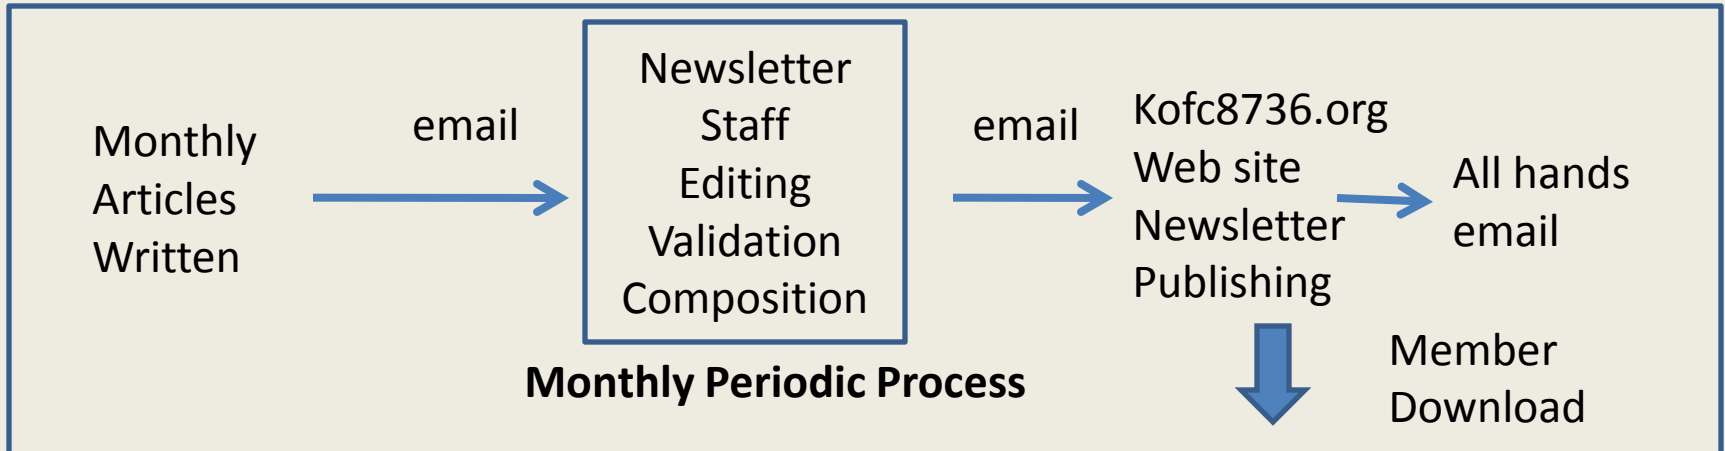 Monthly
Articles
Written
email
Newsletter
Staff
Editing
Validation
Composition
email
Kofc8736.org
Web site
Newsletter
Publishing
All hands
email
Monthly Periodic Process
Member
Download